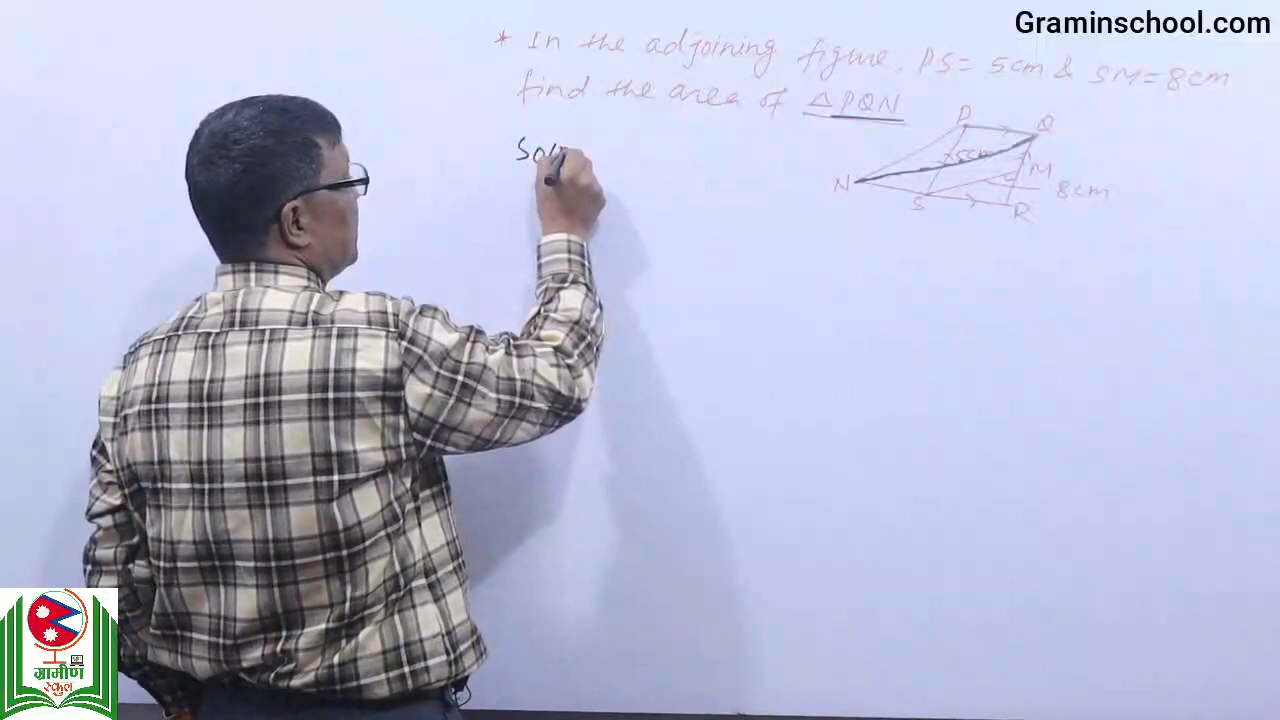 Graminschool.com
* In the adjoining figure, PS = 5cm & SM = 8cm
find the area of △PQN
Soln
P
Q
5cm
M
N
8cm
S
R
ग्रामीण
स्कुल